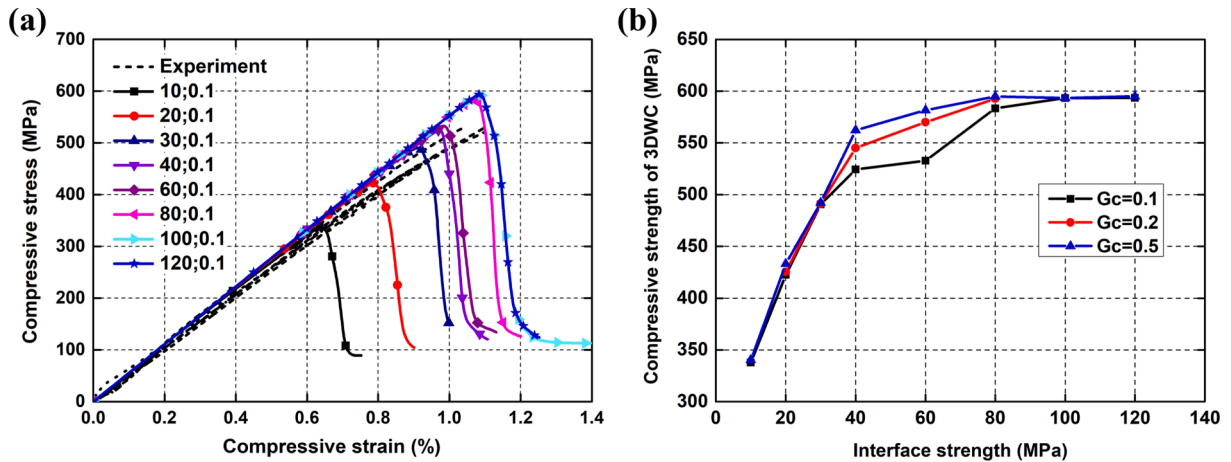 (a)
Compressive stress (MPa)
700
600
500
400
300
200
100
0
Experiment
10;0.1
20;0.1
30;0.1
40;0.1
60;0.1
80;0.1
100;0.1
120;0.1
0.0 0.2 0.4 0.6 0.8 1.0 1.2 1.4
Compressive strain (%)
(b)
Compressive strength of 3DWC (MPa)
650
600
550
500
450
400
350
300
Gc=0.1
Gc=0.2
Gc=0.5
0 20 40 60 80 100 120 140
Interface strength (MPa)